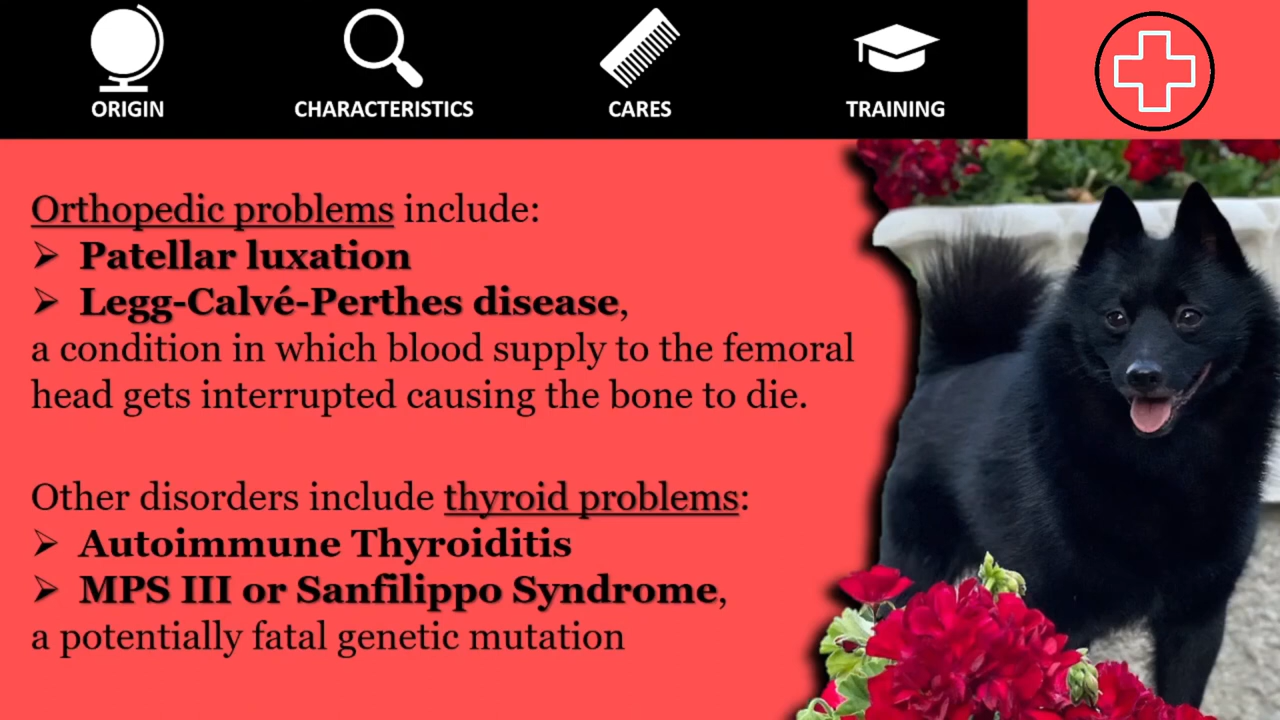 ORIGIN CHARACTERISTICS CARES TRAINING
Orthopedic problems include:
➢ Patellar luxation
➢ Legg-Calvé-Perthes disease,
a condition in which blood supply to the femoral
head gets interrupted causing the bone to die.
Other disorders include thyroid problems:
➢ Autoimmune Thyroiditis
➢ MPS III or Sanfilippo Syndrome,
a potentially fatal genetic mutation